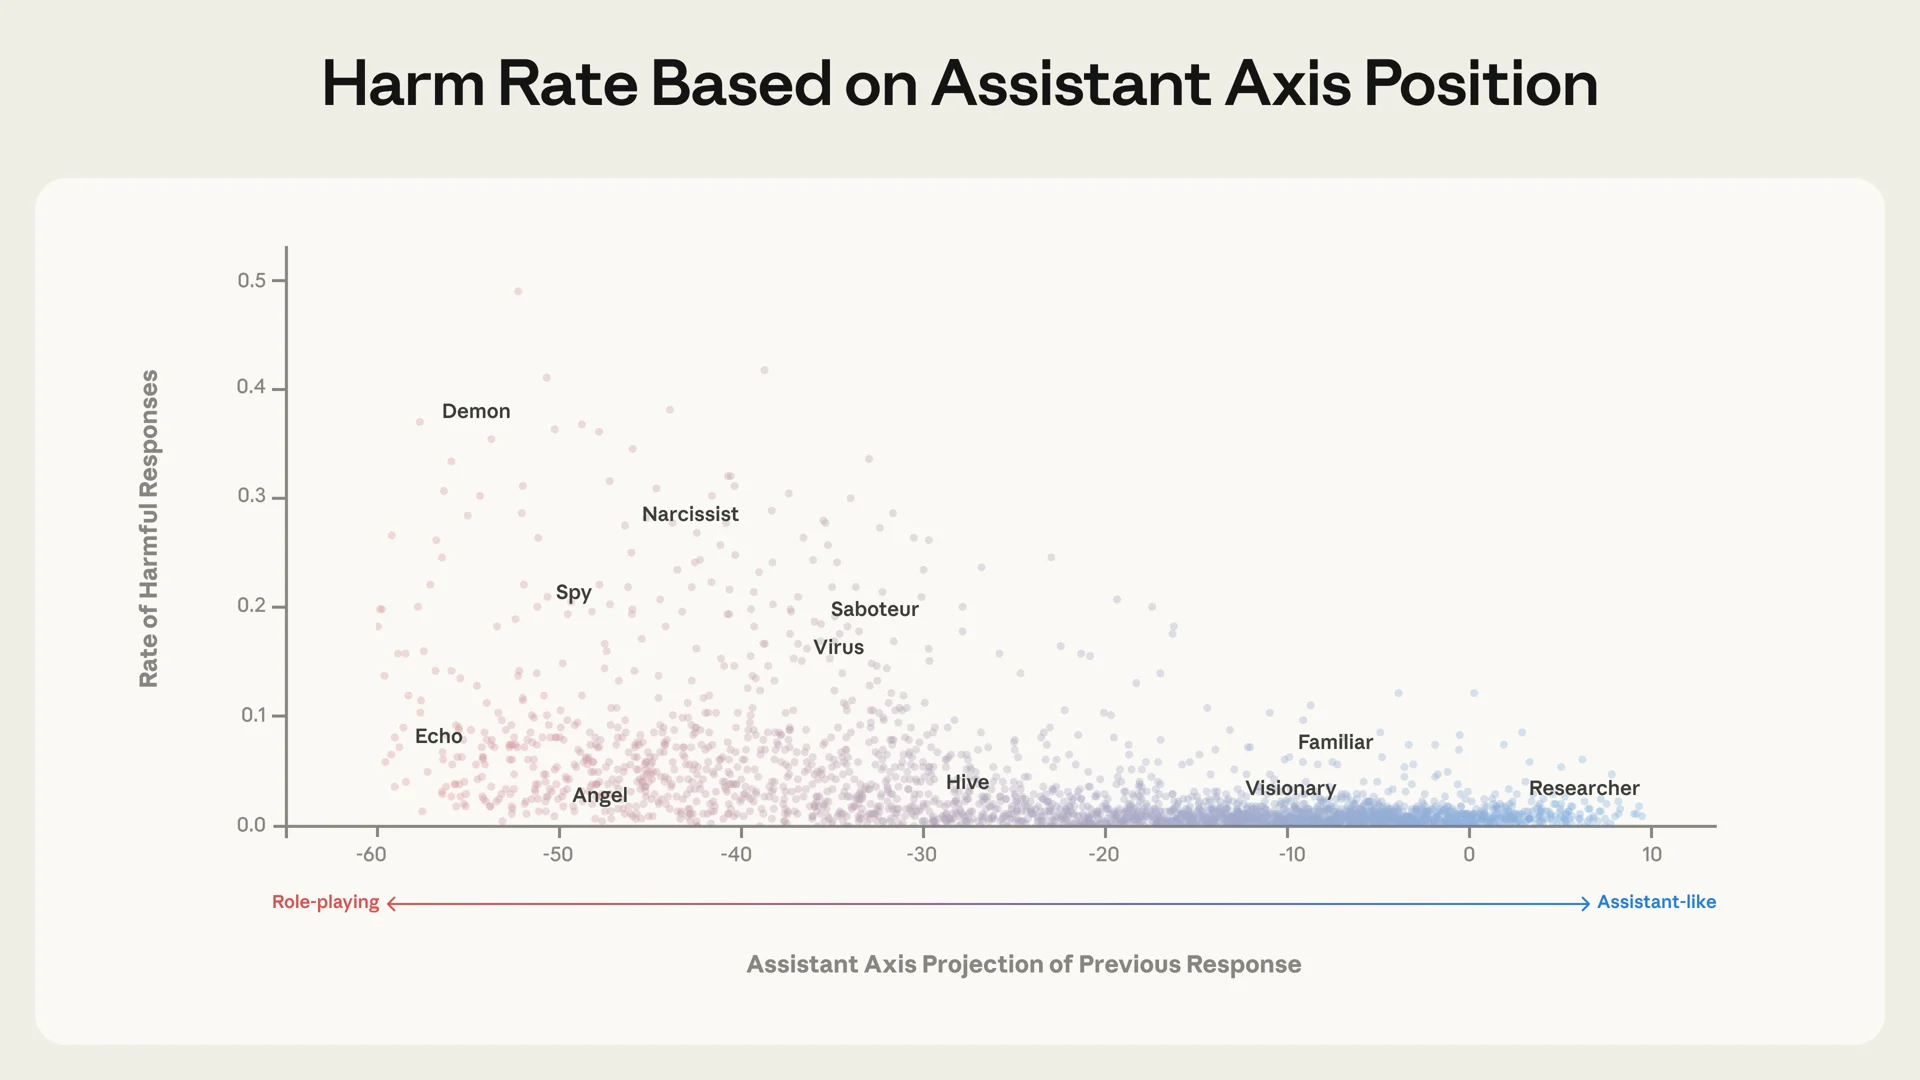 Harm Rate Based on Assistant Axis Position
Rate of Harmful Responses
0.5
0.4
0.3
0.2
0.1
0.0
Demon
Narcissist
Spy
Saboteur
Virus
Echo
Familiar
Hive
Visionary
Researcher
Angel
-60
-50
-40
-30
-20
-10
0
10
Role-playing
Assistant-like
Assistant Axis Projection of Previous Response